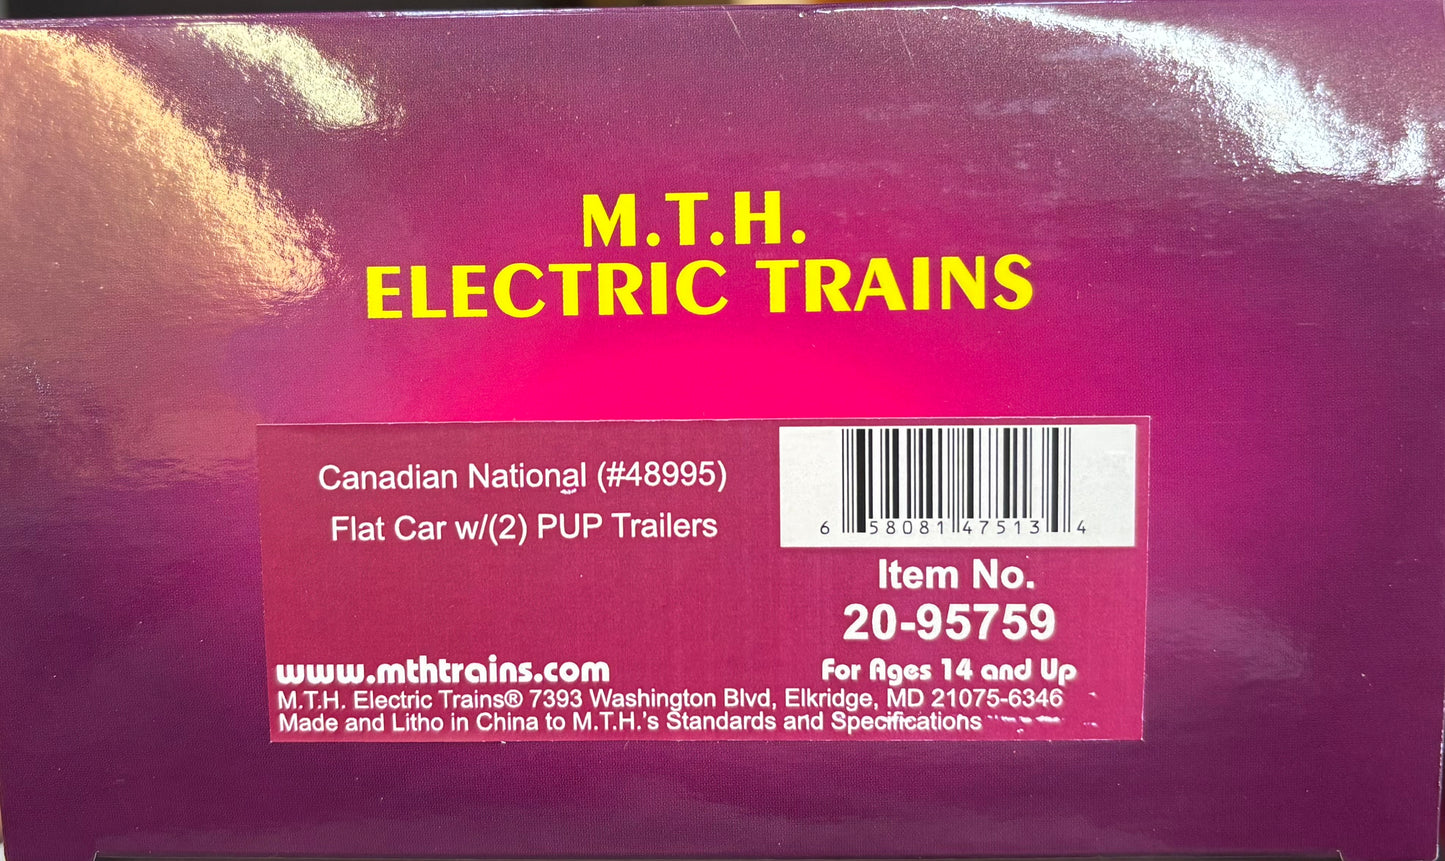 M.T.H.
ELECTRIC TRAINS
Canadian National (#48995)
Flat Car w/(2) PUP Trailers
6 58081 47513 4
Item No.
20-95759
www.mthtrains.com
For Ages 14 and Up
M.T.H. Electric Trains® 7393 Washington Blvd, Elkridge, MD 21075-6346
Made and Litho in China to M.T.H.'s Standards and Specifications